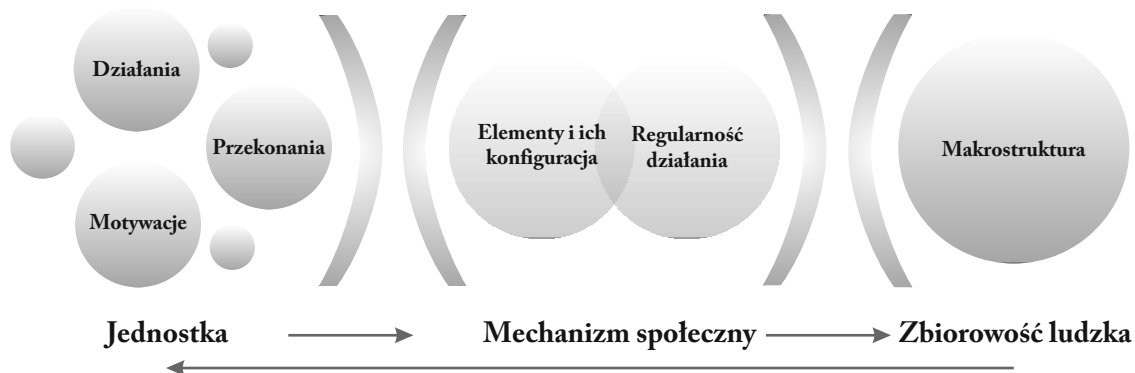 Działania
Przekonania
Motywacje
Elementy i ich
konfiguracja
Regularność
działania
Makrostruktura
Jednostka
Mechanizm społeczny
Zbiorowość ludzka